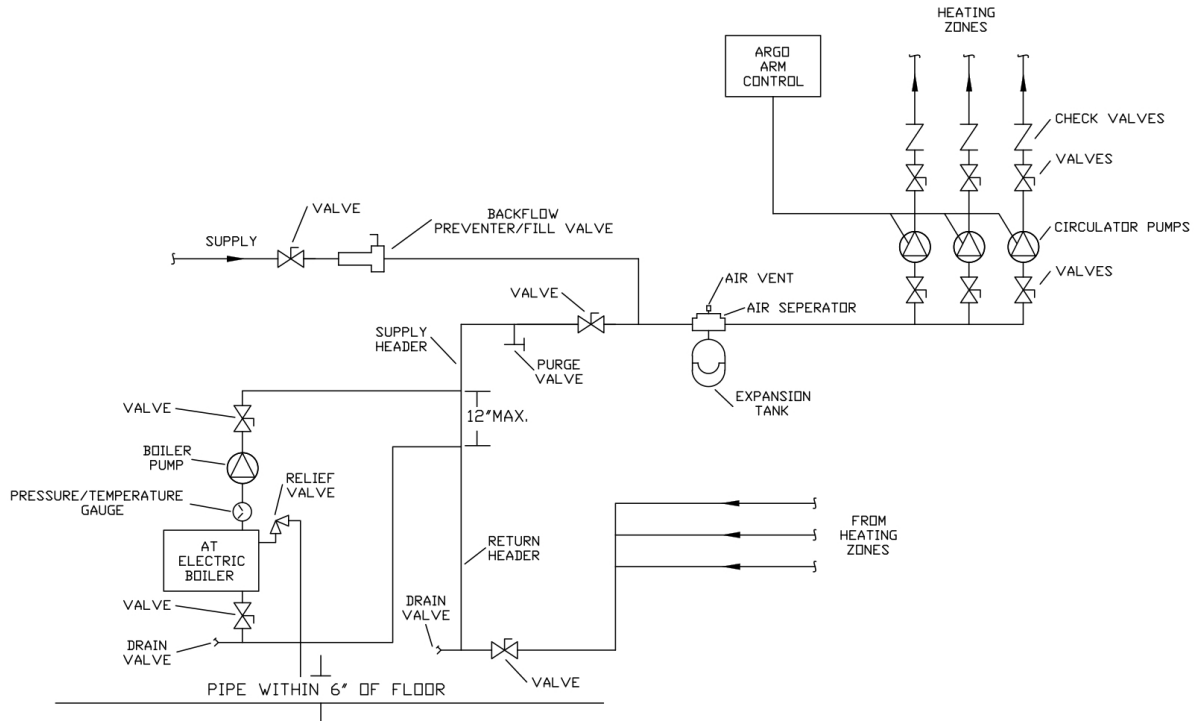 HEATING
ZONES
ARGO
ARM
CONTROL
CHECK VALVES
VALVES
CIRCULATOR PUMPS
VALVES
VALVE
BACKFLOW
PREVENTER/FILL VALVE
SUPPLY
AIR VENT
AIR SEPERATOR
VALVE
SUPPLY
HEADER
PURGE
VALVE
EXPANSION
TANK
VALVE
12"MAX.
BOILER
PUMP
RELIEF
VALVE
PRESSURE/TEMPERATURE
GAUGE
AT
ELECTRIC
BOILER
RETURN
HEADER
FROM
HEATING
ZONES
VALVE
DRAIN
VALVE
DRAIN
VALVE
VALVE
PIPE WITHIN 6" OF FLOOR